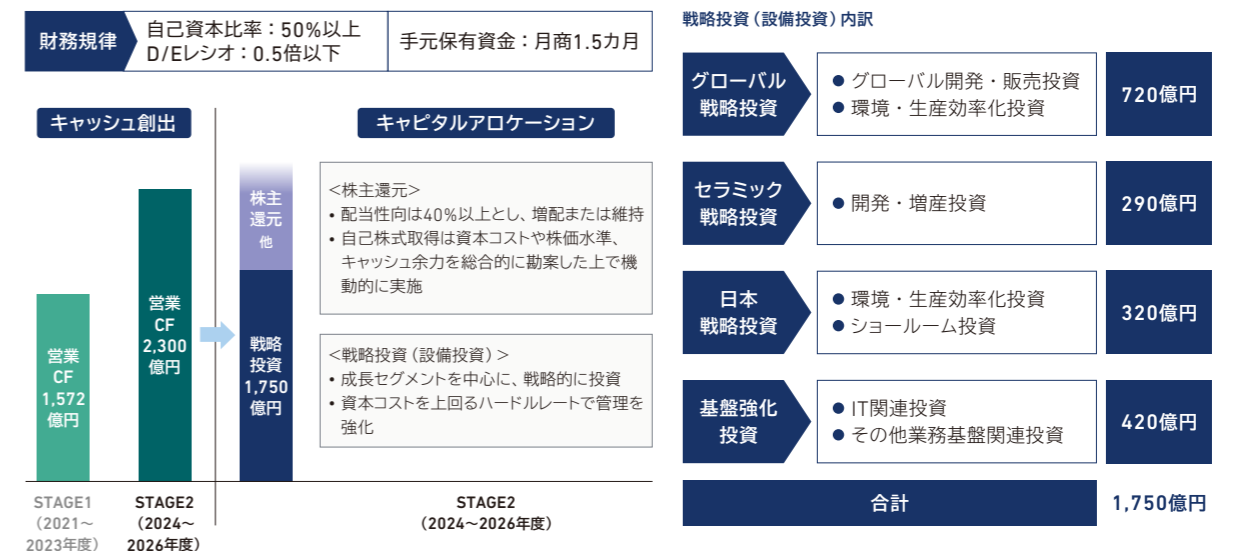 財務規律
自己資本比率：50%以上
D/Eレシオ：0.5倍以下
手元保有資金：月商1.5カ月
キャッシュ創出
キャピタルアロケーション
営業
CF
1,572
億円
営業
CF
2,300
億円
株主
還元
他
戦略
投資
1,750
億円
<株主還元>
• 配当性向は40%以上とし、増配または維持
• 自己株式取得は資本コストや株価水準、
キャッシュ余力を総合的に勘案した上で機
動的に実施
<戦略投資（設備投資）>
• 成長セグメントを中心に、戦略的に投資
• 資本コストを上回るハードルレートで管理を
強化
STAGE1
（2021～
2023年度）
STAGE2
（2024～
2026年度）
STAGE2
（2024～2026年度）
戦略投資（設備投資）内訳
グローバル
戦略投資
● グローバル開発・販売投資
● 環境・生産効率化投資
720億円
セラミック
戦略投資
● 開発・増産投資
290億円
日本
戦略投資
● 環境・生産効率化投資
● ショールーム投資
320億円
基盤強化
投資
● IT関連投資
● その他業務基盤関連投資
420億円
合計
1,750億円